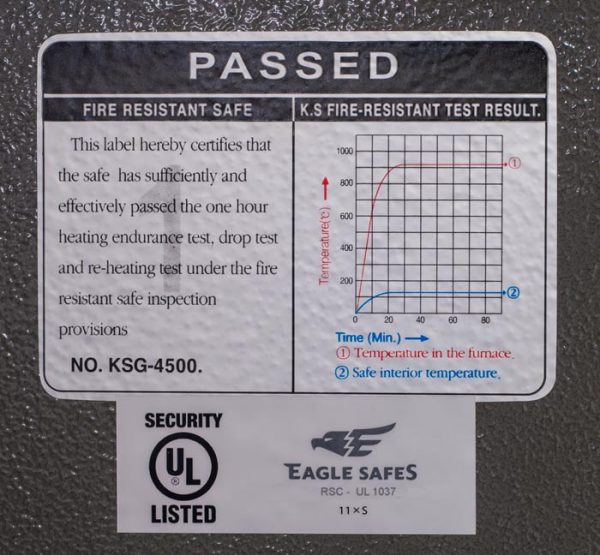 PASSED
FIRE RESISTANT SAFE
This label hereby certifies that
the safe has sufficiently and
effectively passed the one hour
heating endurance test, drop test
and re-heating test under the fire
resistant safe inspection
provisions
NO. KSG-4500.
K.S FIRE-RESISTANT TEST RESULT.
1000
800
600
400
200
0 20 40 60 80
Temperature(℃)
①
②
Time (Min.)
① Temperature in the furnace.
② Safe interior temperature.
SECURITY
UL
®
LISTED
EAGLE SAFES
RSC - UL 1037
11×S